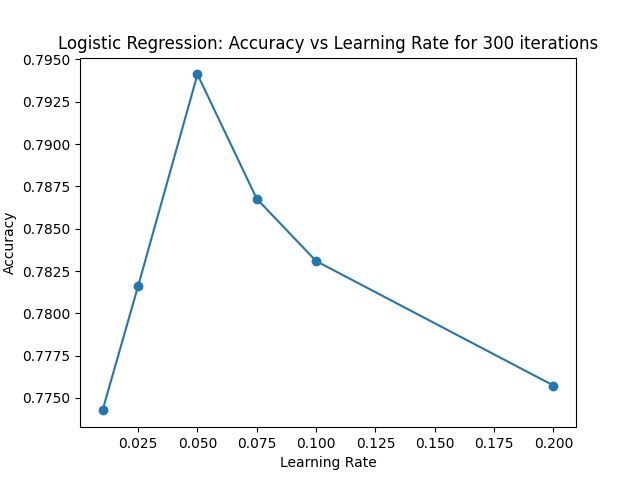 Logistic Regression: Accuracy vs Learning Rate for 300 iterations
0.7950
0.7925
0.7900
0.7875
0.7850
0.7825
0.7800
0.7775
0.7750
Accuracy
0.025 0.050 0.075 0.100 0.125 0.150 0.175 0.200
Learning Rate